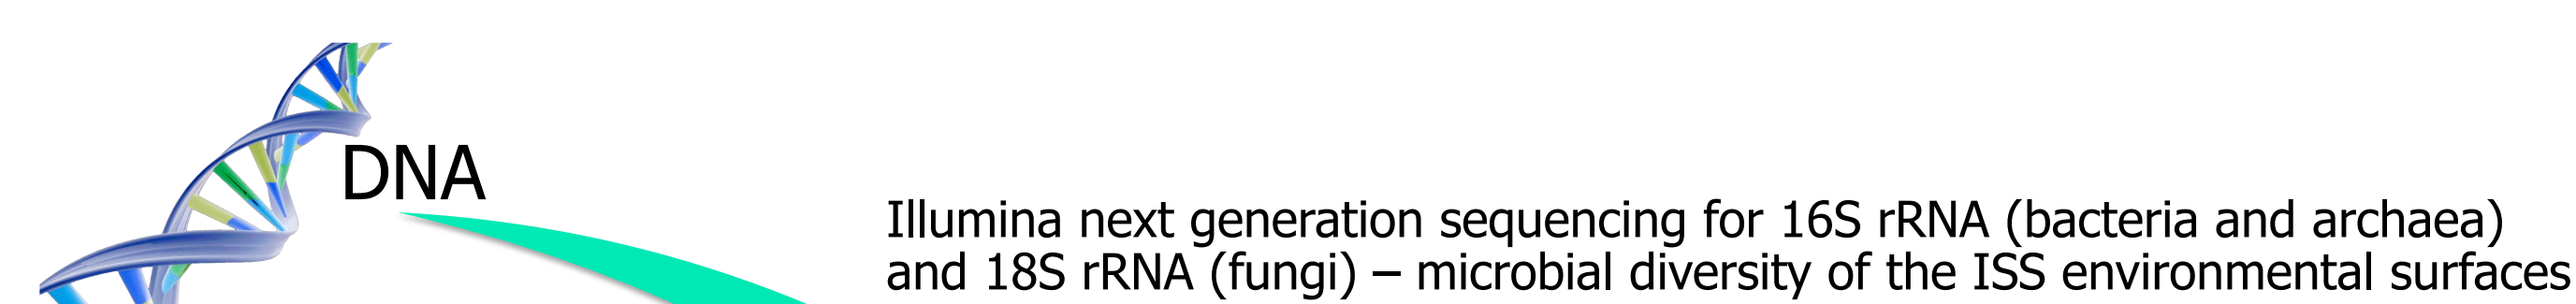 DNA
Illumina next generation sequencing for 16S rRNA (bacteria and archaea)
and 18S rRNA (fungi) – microbial diversity of the ISS environmental surfaces